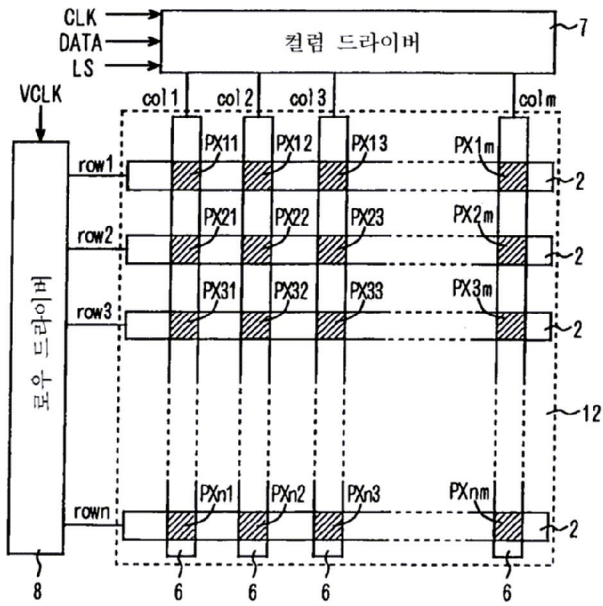 CLK
DATA
LS
컬럼 드라이버
7
VCLK
col1 col2 col3 colm
row1 PX11 PX12 PX13 PX1m 2
row2 PX21 PX22 PX23 PX2m 2
row3 PX31 PX32 PX33 PX3m 2
로우 드라이버
12
rown PXn1 PXn2 PXn3 PXnm 2
8 6 6 6 6